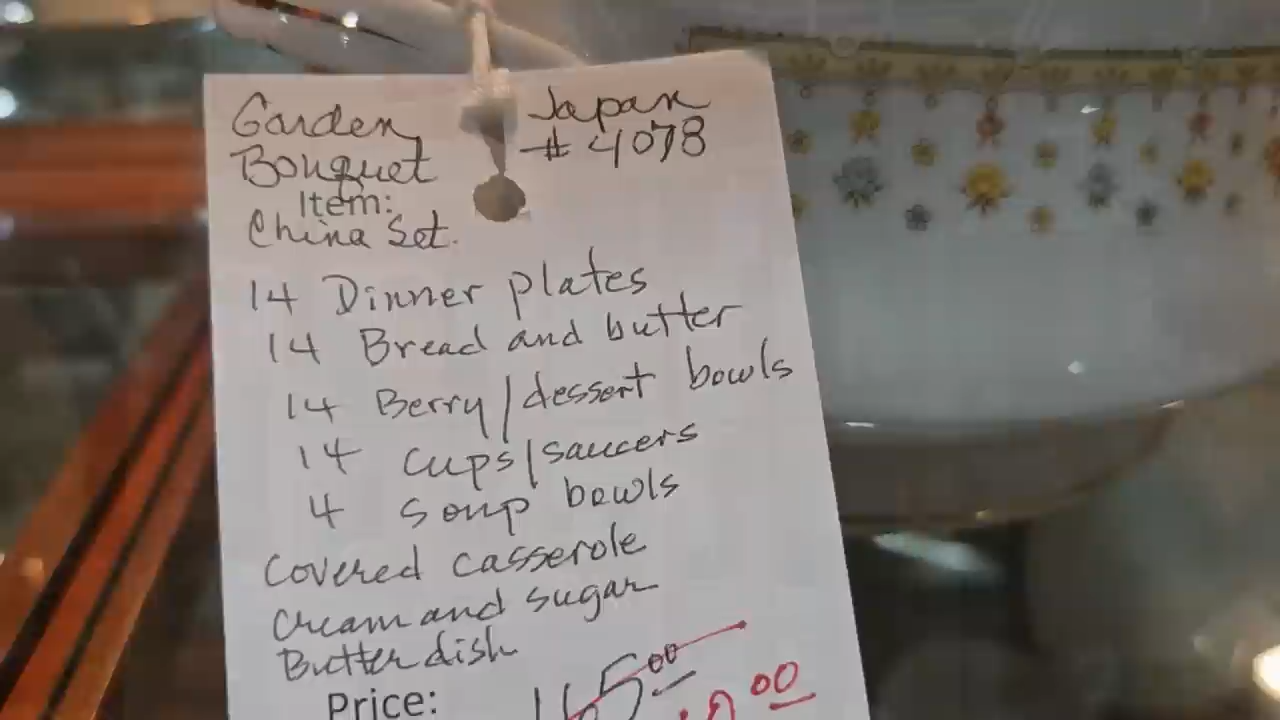 Garden
Bouquet
Japan
#4078
Item:
China Set.
14 Dinner plates
14 Bread and butter
14 Berry/dessert bowls
14 cups/saucers
4 Soup bowls
Covered casserole
Cream and sugar
Butter dish
Price:
165.00